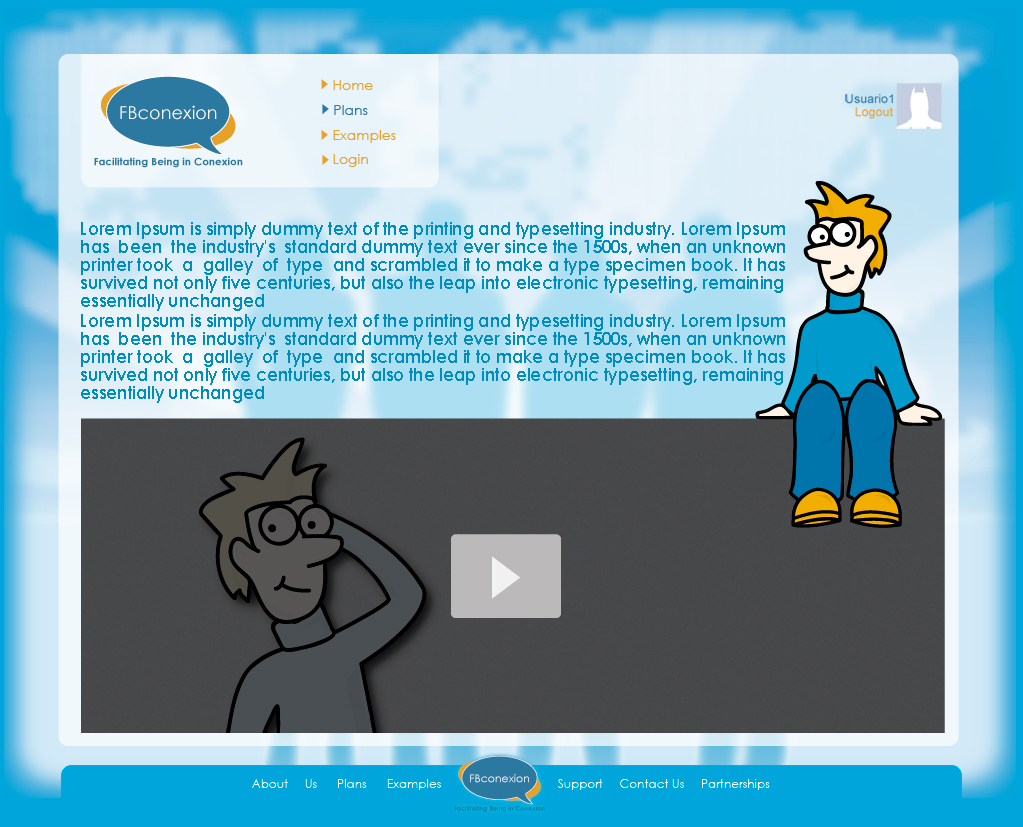 FBconexion
Facilitating Being in Conexion
Home
Plans
Examples
Login
Usuario1
Logout
Lorem Ipsum is simply dummy text of the printing and typesetting industry. Lorem Ipsum
has been the industry's standard dummy text ever since the 1500s, when an unknown
printer took a galley of type and scrambled it to make a type specimen book. It has
survived not only five centuries, but also the leap into electronic typesetting, remaining
essentially unchanged
Lorem Ipsum is simply dummy text of the printing and typesetting industry. Lorem Ipsum
has been the industry's standard dummy text ever since the 1500s, when an unknown
printer took a galley of type and scrambled it to make a type specimen book. It has
survived not only five centuries, but also the leap into electronic typesetting, remaining
essentially unchanged
About Us Plans Examples FBconexion Support Contact Us Partnerships
Facilitating Being in Conexion